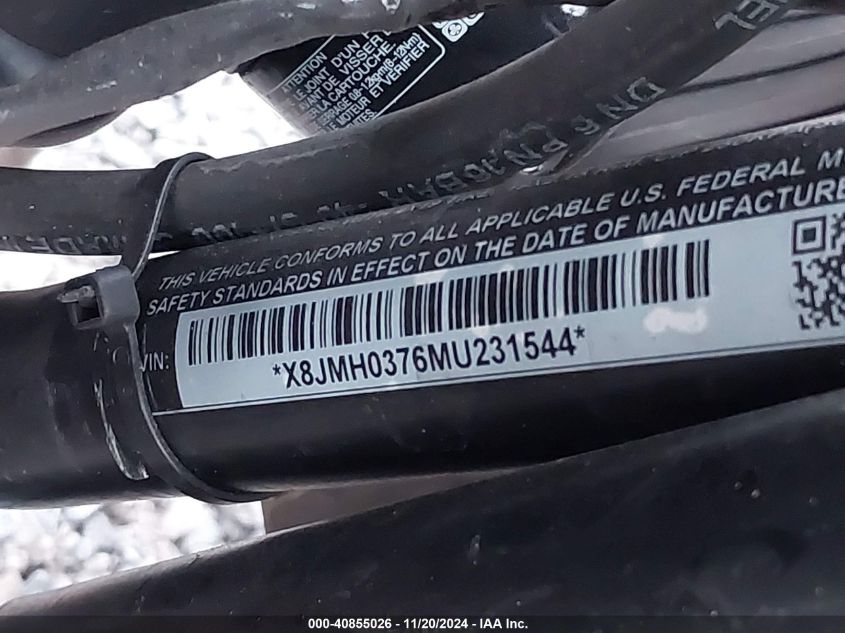 ATTENTION
LE JOINT D'UN
AVANT DE VISSER
LA CARTOUCHE.
ET VERIFIER
THIS VEHICLE CONFORMS TO ALL APPLICABLE U.S. FEDERAL M
SAFETY STANDARDS IN EFFECT ON THE DATE OF MANUFACTURE
VIN:
*X8JMH0376MU231544*
000-40855026 - 11/20/2024 - IAA Inc.